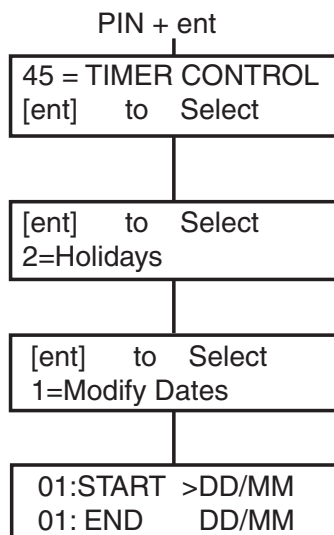 PIN + ent
45 = TIMER CONTROL
[ent] to Select
[ent] to Select
2=Holidays
[ent] to Select
1=Modify Dates
01:START >DD/MM
01: END DD/MM